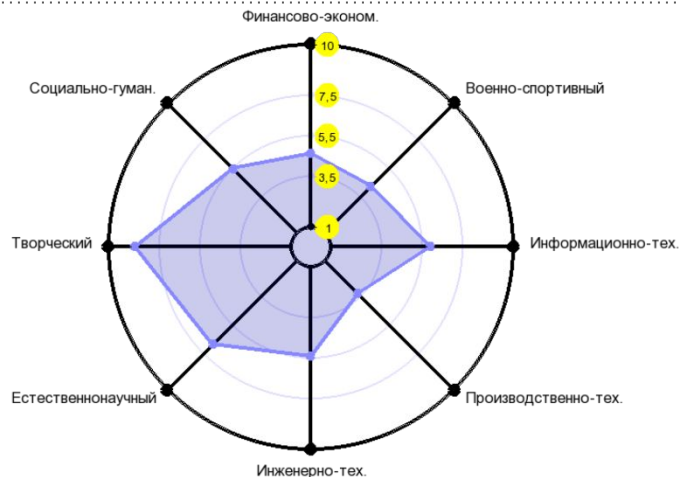 Финансово-эконом.
10
Социально-гуман.
Военно-спортивный
7,5
5,5
3,5
1
Творческий
Информационно-тех.
Естественнонаучный
Производственно-тех.
Инженерно-тех.